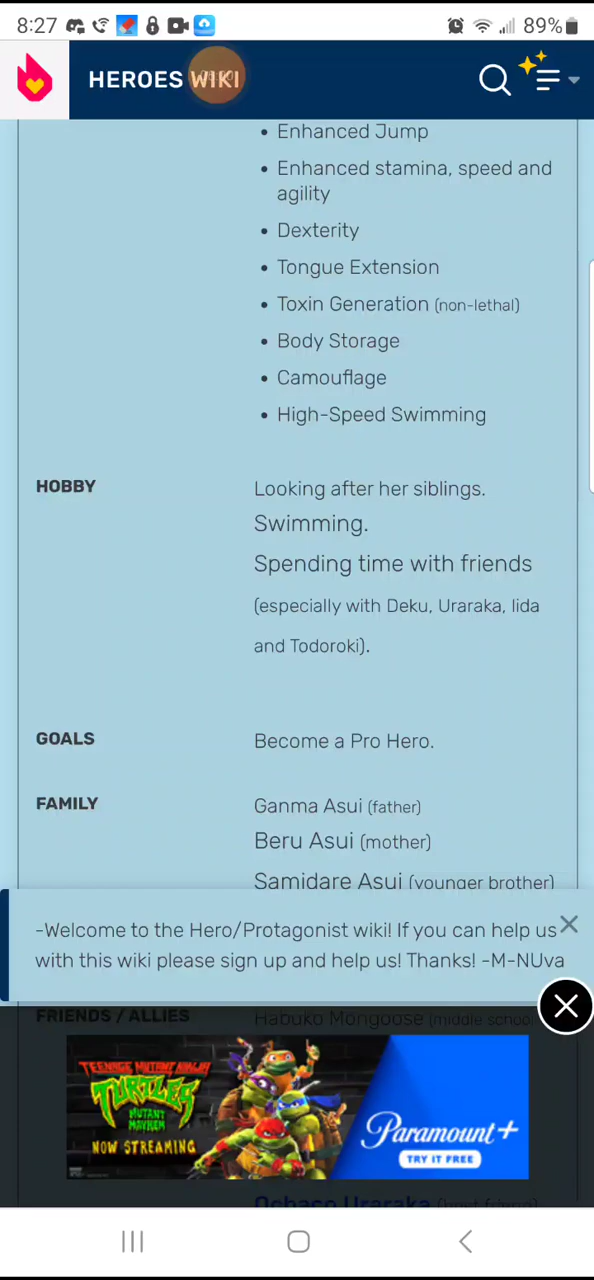 8:27
89%
HEROES WIKI
Enhanced Jump
Enhanced stamina, speed and
agility
Dexterity
Tongue Extension
Toxin Generation (non-lethal)
Body Storage
Camouflage
High-Speed Swimming
HOBBY
Looking after her siblings.
Swimming.
Spending time with friends
(especially with Deku, Uraraka, Iida
and Todoroki).
GOALS
Become a Pro Hero.
FAMILY
Ganma Asui (father)
Beru Asui (mother)
Samidare Asui (younger brother)
-Welcome to the Hero/Protagonist wiki! If you can help us
with this wiki please sign up and help us! Thanks! -M-NUva
FRIENDS / ALLIES
Habuko Mongoose (middle schoo
TEENAGE MUTANT NINJA
TURTLES
MUTANT
MAYHEM
NOW STREAMING
Paramount+
TRY IT FREE
Ochaco Uraraka (best friend)